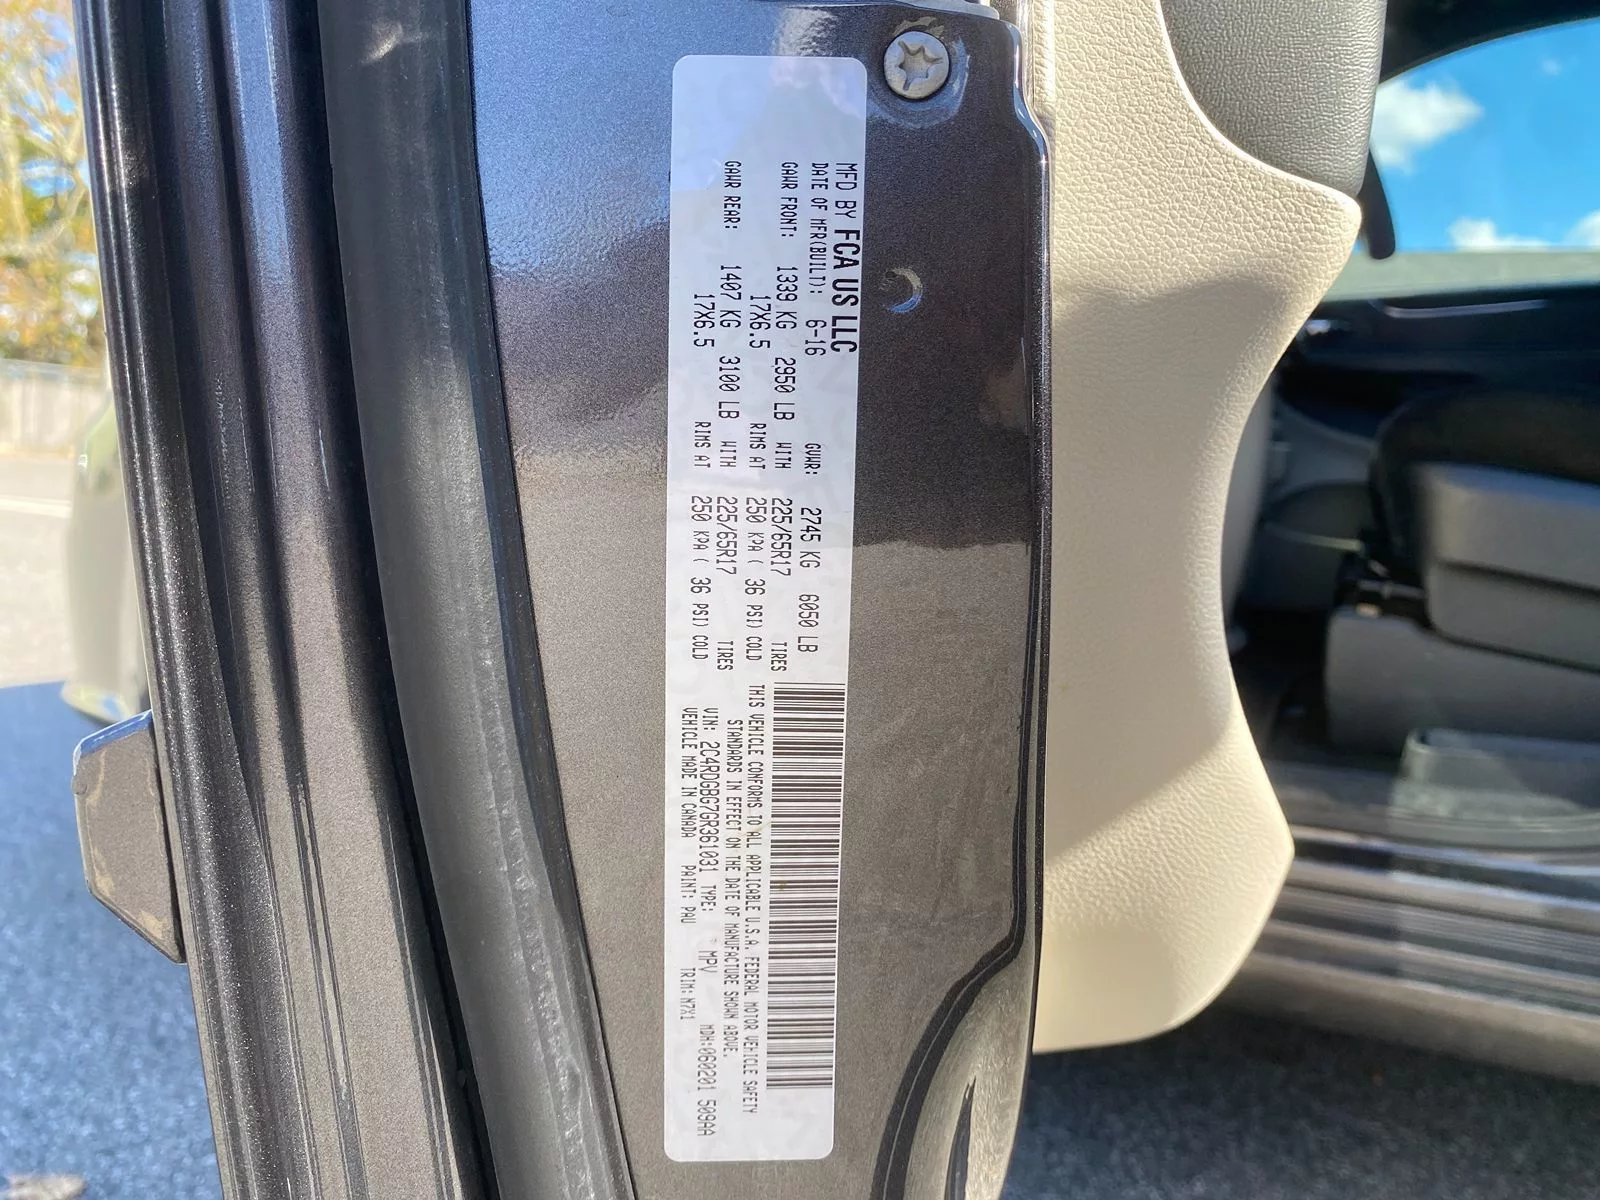 MFD BY FCA US LLC
DATE OF MFR(BUILT): 6-16 GVWR: 2745 KG 6050 LB
GAWR FRONT: 1339 KG 2950 LB WITH 225/65R17 TIRES
17X6.5 RIMS AT 250 KPA ( 36 PSI) COLD
GAWR REAR: 1407 KG 3100 LB WITH 225/65R17 TIRES
17X6.5 RIMS AT 250 KPA ( 36 PSI) COLD
THIS VEHICLE CONFORMS TO ALL APPLICABLE U.S.A. FEDERAL MOTOR VEHICLE SAFETY
STANDARDS IN EFFECT ON THE DATE OF MANUFACTURE SHOWN ABOVE.
VIN: 2C4RDGBG7GR361031 TYPE: MPV MDH:060201 509AA
VEHICLE MADE IN CANADA PAINT: PAU TRIM: M7X1